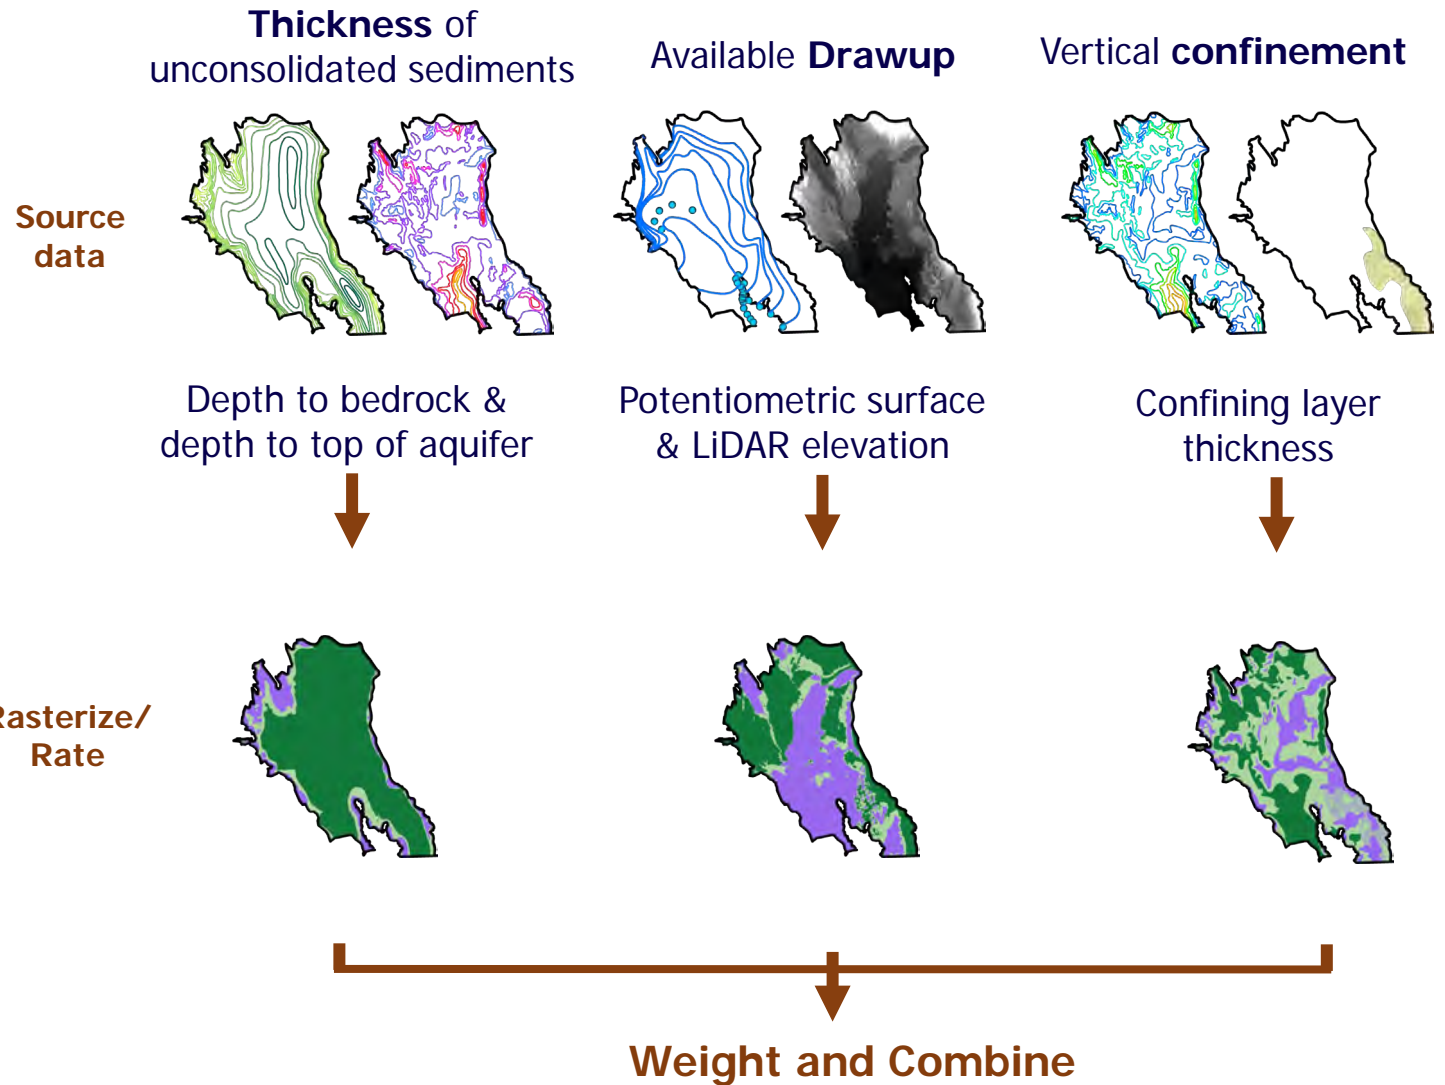 Thickness of
unconsolidated sediments
Available Drawup
Vertical confinement
Source
data
Depth to bedrock &
depth to top of aquifer
Potentiometric surface
& LiDAR elevation
Confining layer
thickness
Rasterize/
Rate
Weight and Combine